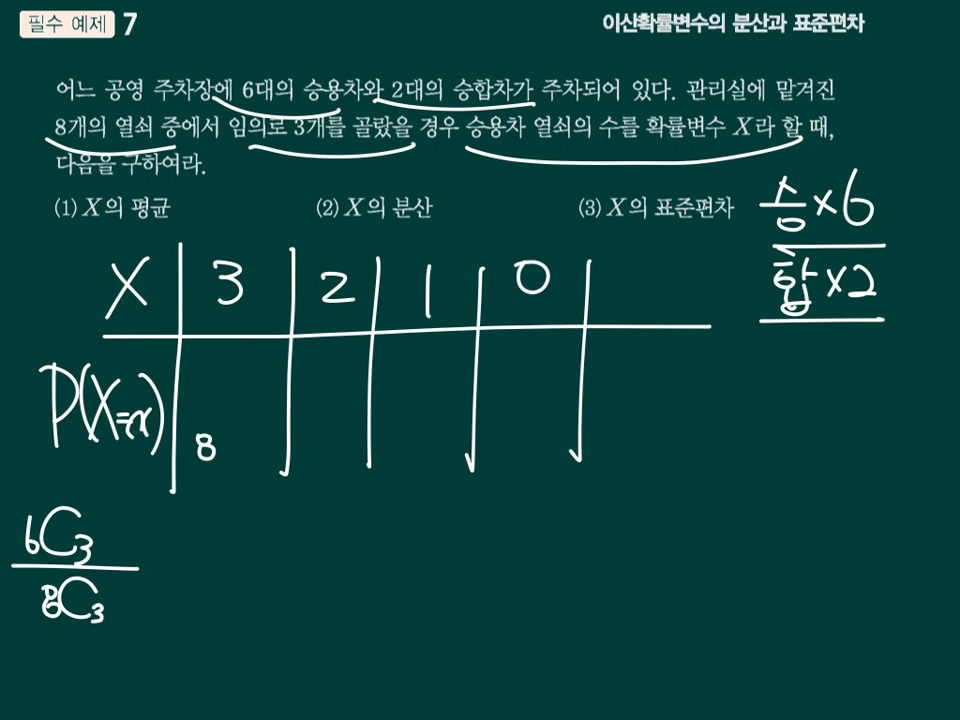 필수 예제 7
이산확률변수의 분산과 표준편차
어느 공영 주차장에 6대의 승용차와 2대의 승합차가 주차되어 있다. 관리실에 맡겨진
8개의 열쇠 중에서 임의로 3개를 골랐을 경우 승용차 열쇠의 수를 확률변수 X라 할 때,
다음을 구하여라.
(1) X의 평균 (2) X의 분산 (3) X의 표준편차
승×6
합×2
X 3 2 1 0
P(X=x) 8
6C3
8C3